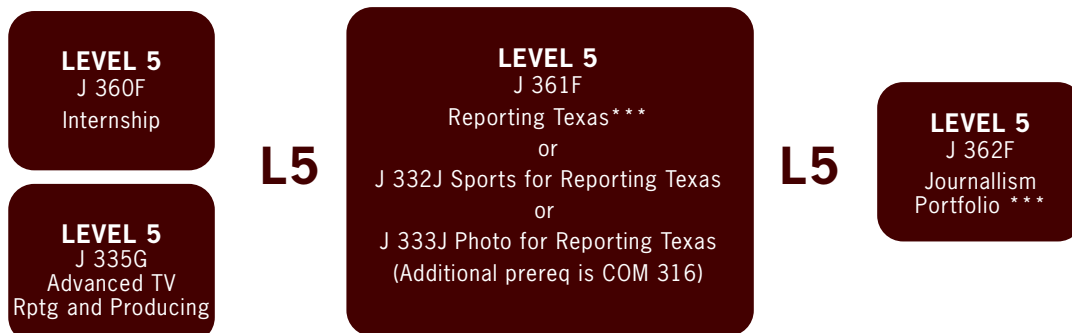 LEVEL 5
J 360F
Internship
LEVEL 5
J 335G
Advanced TV
Rptg and Producing
L5
LEVEL 5
J 361F
Reporting Texas***
or
J 332J Sports for Reporting Texas
or
J 333J Photo for Reporting Texas
(Additional prereq is COM 316)
L5
LEVEL 5
J 362F
Journallism
Portfolio ***